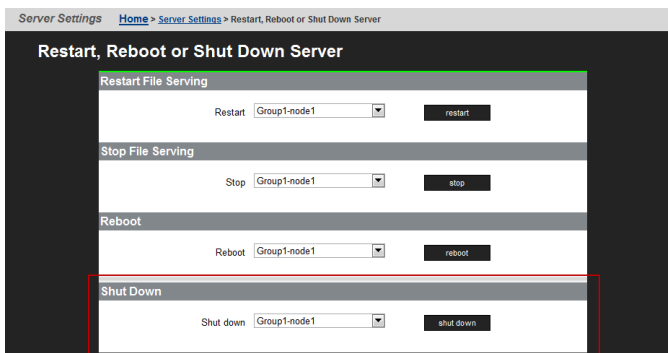 Server Settings Home > Server Settings > Restart, Reboot or Shut Down Server
Restart, Reboot or Shut Down Server
Restart File Serving
Restart Group1-node1 restart
Stop File Serving
Stop Group1-node1 stop
Reboot
Reboot Group1-node1 reboot
Shut Down
Shut down Group1-node1 shut down